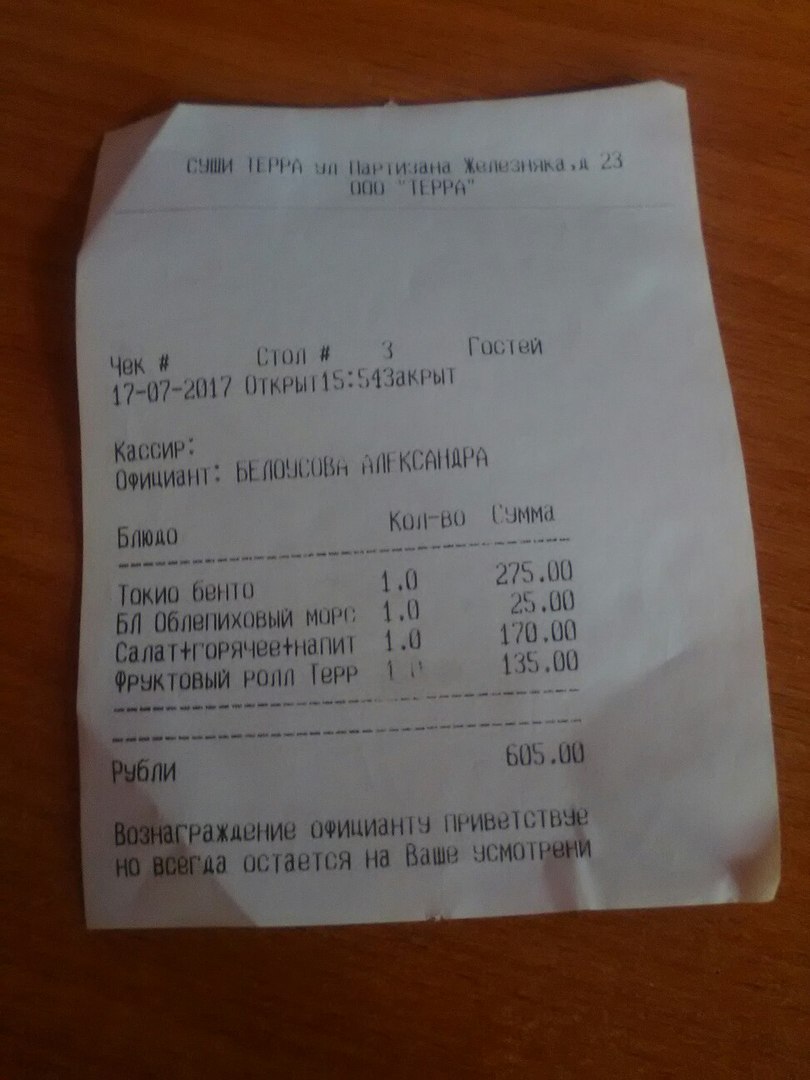 СУШИ ТЕРРА ул Партизана Железняка,д 23
ООО "ТЕРРА"
Чек # Стол # 3 Гостей
17-07-2017 Открыт15:54Закрыт
Кассир:
Официант: БЕЛОУСОВА АЛЕКСАНДРА
Блюдо Кол-во Сумма
Токио бенто 1.0 275.00
БЛ Облепиховый морс 1.0 25.00
Салат+горячее+напит 1.0 170.00
Фруктовый ролл Терр 1.0 135.00
Рубли 605.00
Вознаграждение официанту приветствуе
но всегда остается на Ваше усмотрени